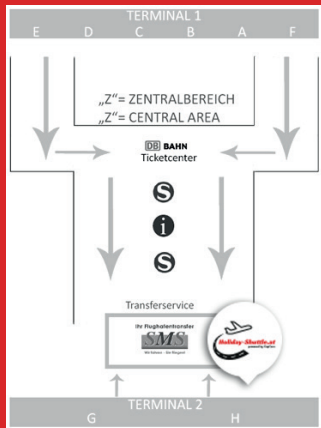 TERMINAL 1
E D C B A F
„Z“= ZENTRALBEREICH
„Z“= CENTRAL AREA
DB BAHN
Ticketcenter
S
i
S
Transferservice
Ihr Flughafentransfer
SMS
Holiday-Shuttle.at
TERMINAL 2
G H